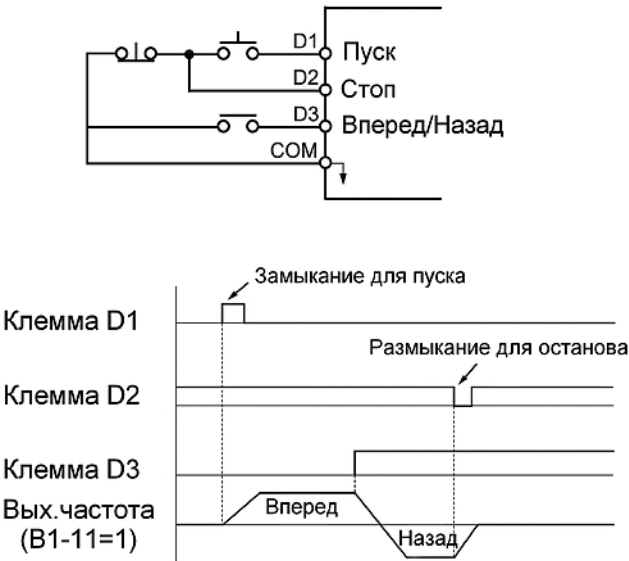 D1 Пуск
D2 Стоп
D3 Вперед/Назад
COM
Замыкание для пуска
Клемма D1
Размыкание для останова
Клемма D2
Клемма D3
Вых.частота
(B1-11=1)
Вперед
Назад